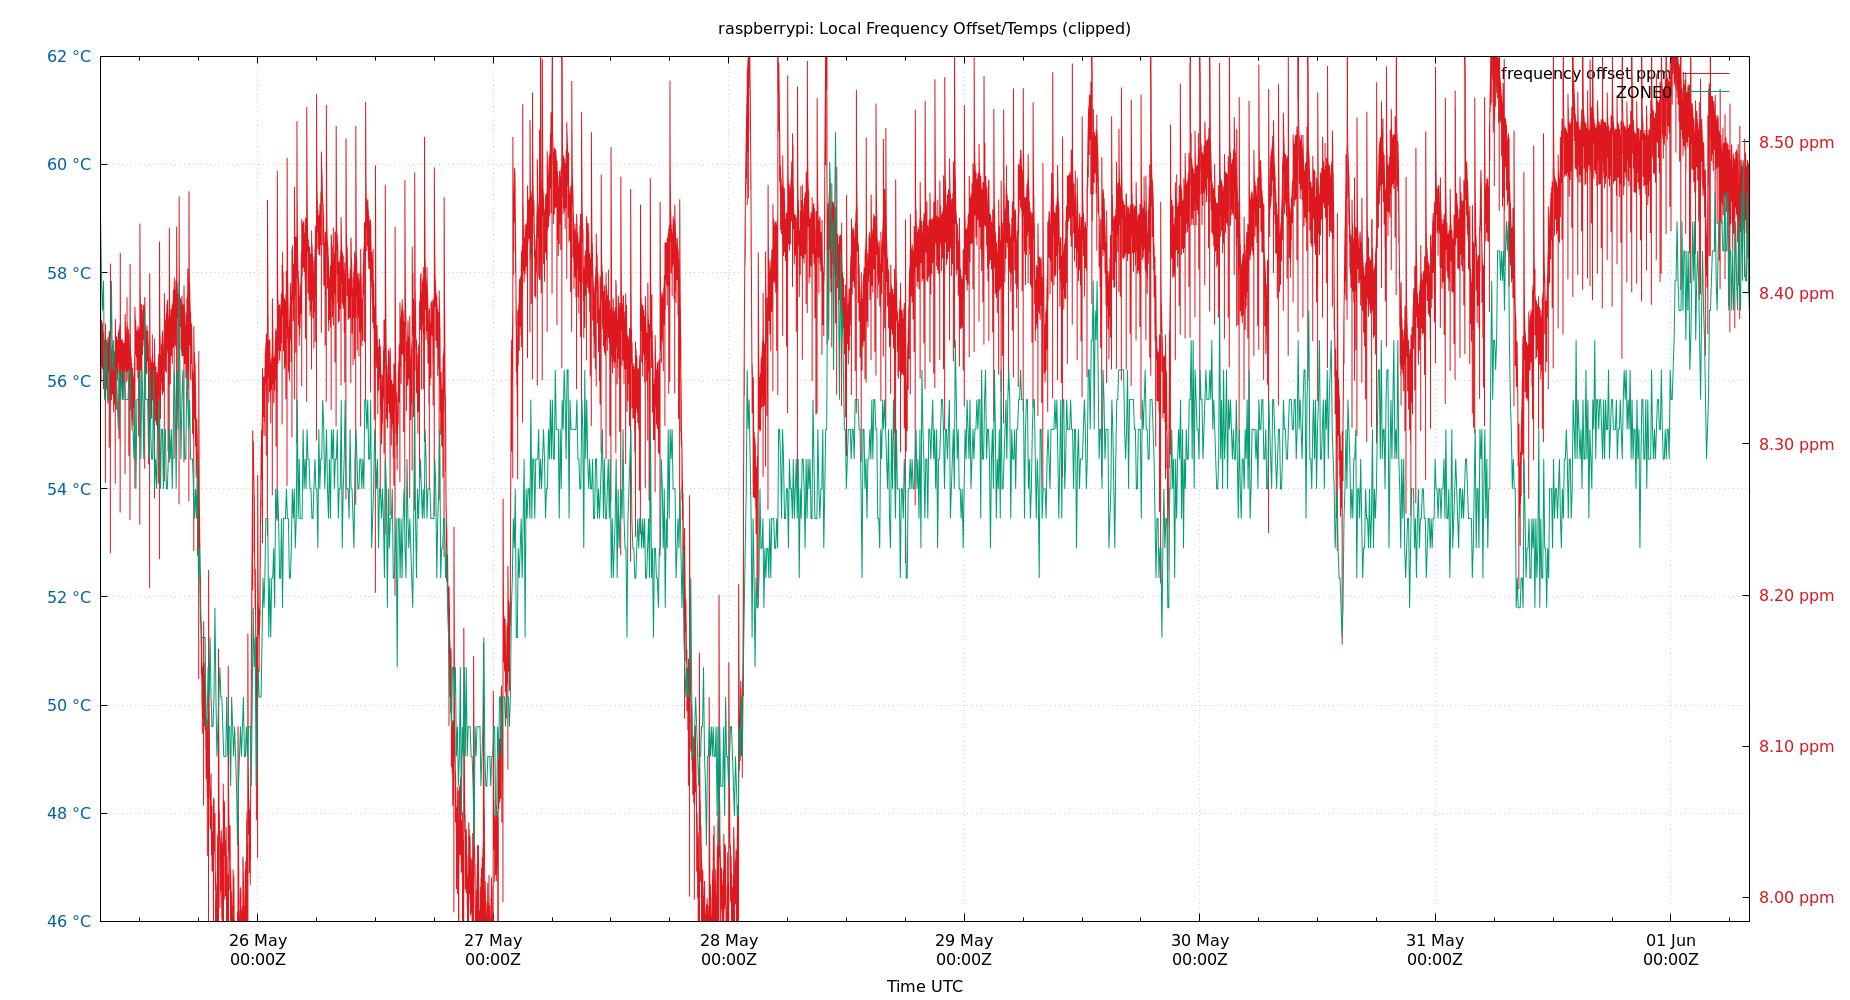 raspberrypi: Local Frequency Offset/Temps (clipped)
62 °C
60 °C
58 °C
56 °C
54 °C
52 °C
50 °C
48 °C
46 °C
frequency offset ppm
ZONE0
8.50 ppm
8.40 ppm
8.30 ppm
8.20 ppm
8.10 ppm
8.00 ppm
26 May 27 May 28 May 29 May 30 May 31 May 01 Jun
00:00Z 00:00Z 00:00Z 00:00Z 00:00Z 00:00Z 00:00Z
Time UTC